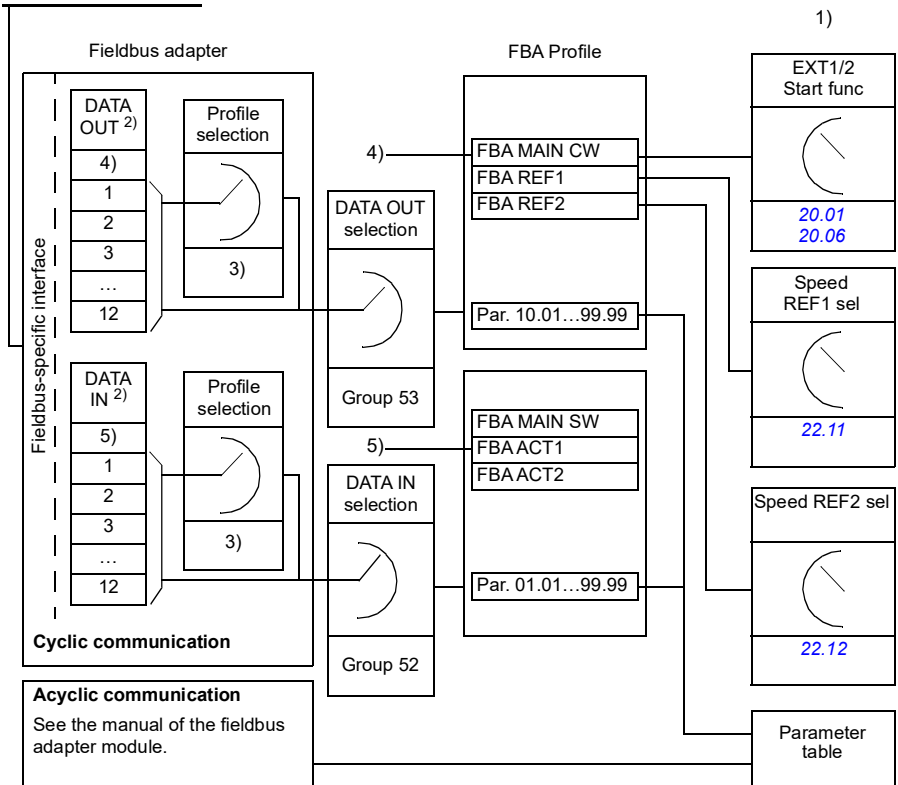 1)
Fieldbus adapter
FBA Profile
Fieldbus-specific interface
DATA
OUT 2)
4)
1
2
3
...
12
Profile
selection
3)
DATA OUT
selection
Group 53
4)
FBA MAIN CW
FBA REF1
FBA REF2
Par. 10.01…99.99
EXT1/2
Start func
20.01
20.06
Speed
REF1 sel
22.11
DATA
IN 2)
5)
1
2
3
...
12
Profile
selection
3)
5)
DATA IN
selection
Group 52
FBA MAIN SW
FBA ACT1
FBA ACT2
Par. 01.01…99.99
Speed REF2 sel
22.12
Cyclic communication
Acyclic communication
See the manual of the fieldbus
adapter module.
Parameter
table